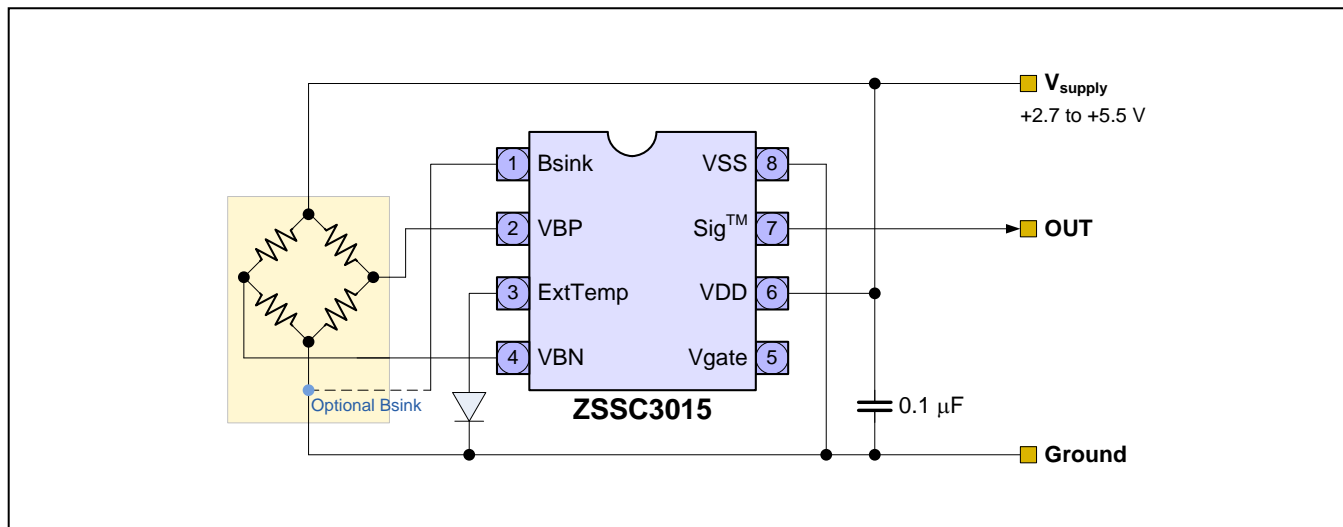 Vsupply
+2.7 to +5.5 V
1 Bsink VSS 8
2 VBP Sig™ 7
OUT
3 ExtTemp VDD 6
4 VBN Vgate 5
Optional Bsink
ZSSC3015
0.1 μF
Ground